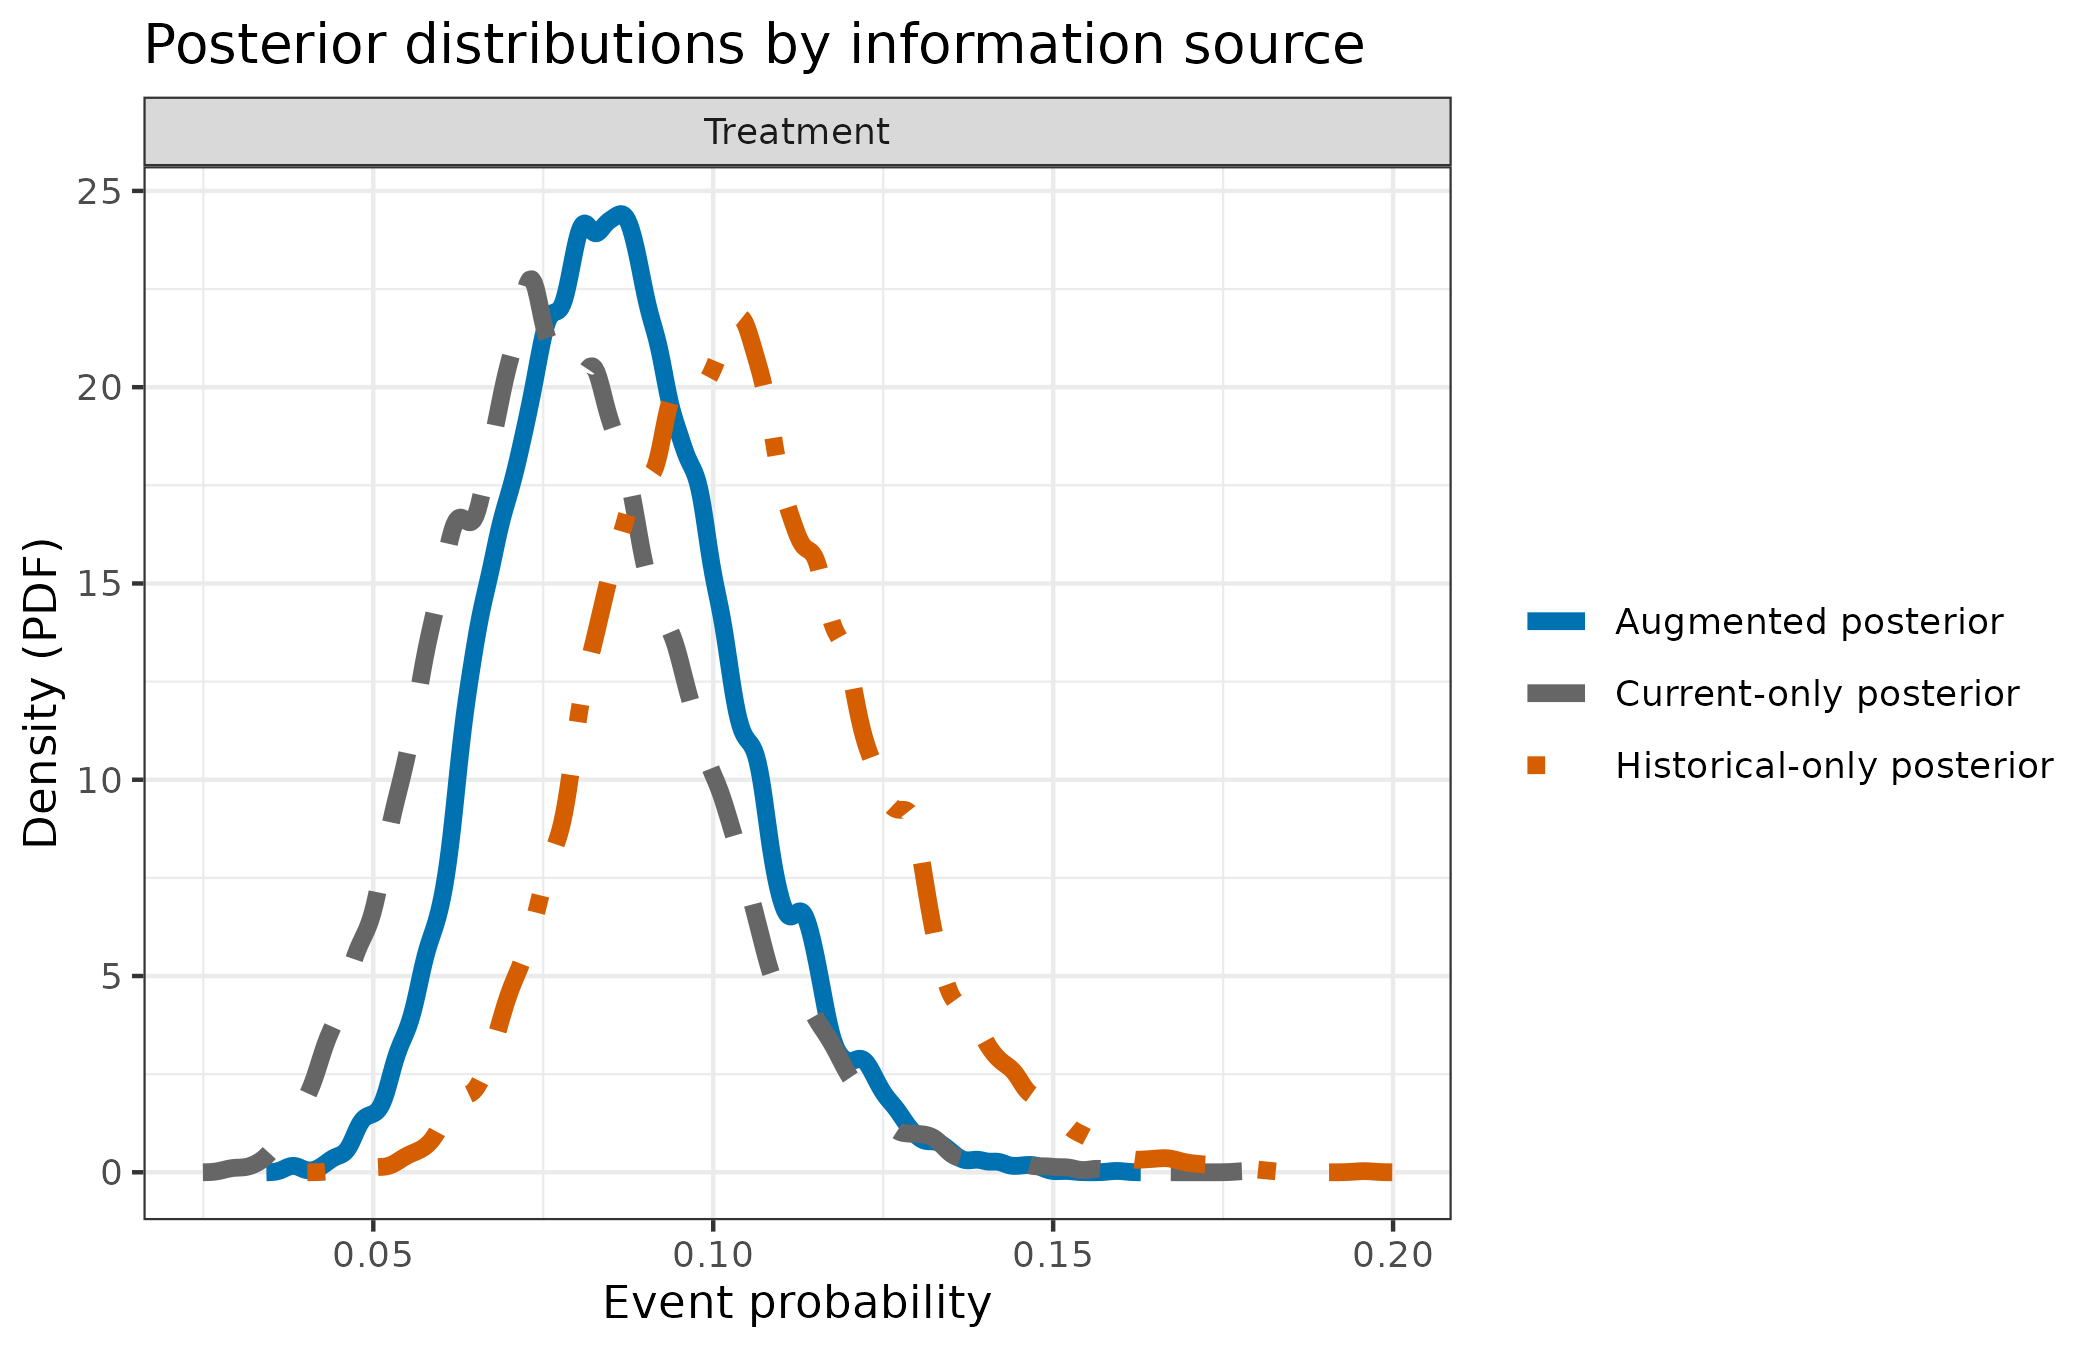 Posterior distributions by information source
Treatment
Density (PDF)
25
20
15
10
5
0
0.05 0.10 0.15 0.20
Event probability
Augmented posterior
Current-only posterior
Historical-only posterior